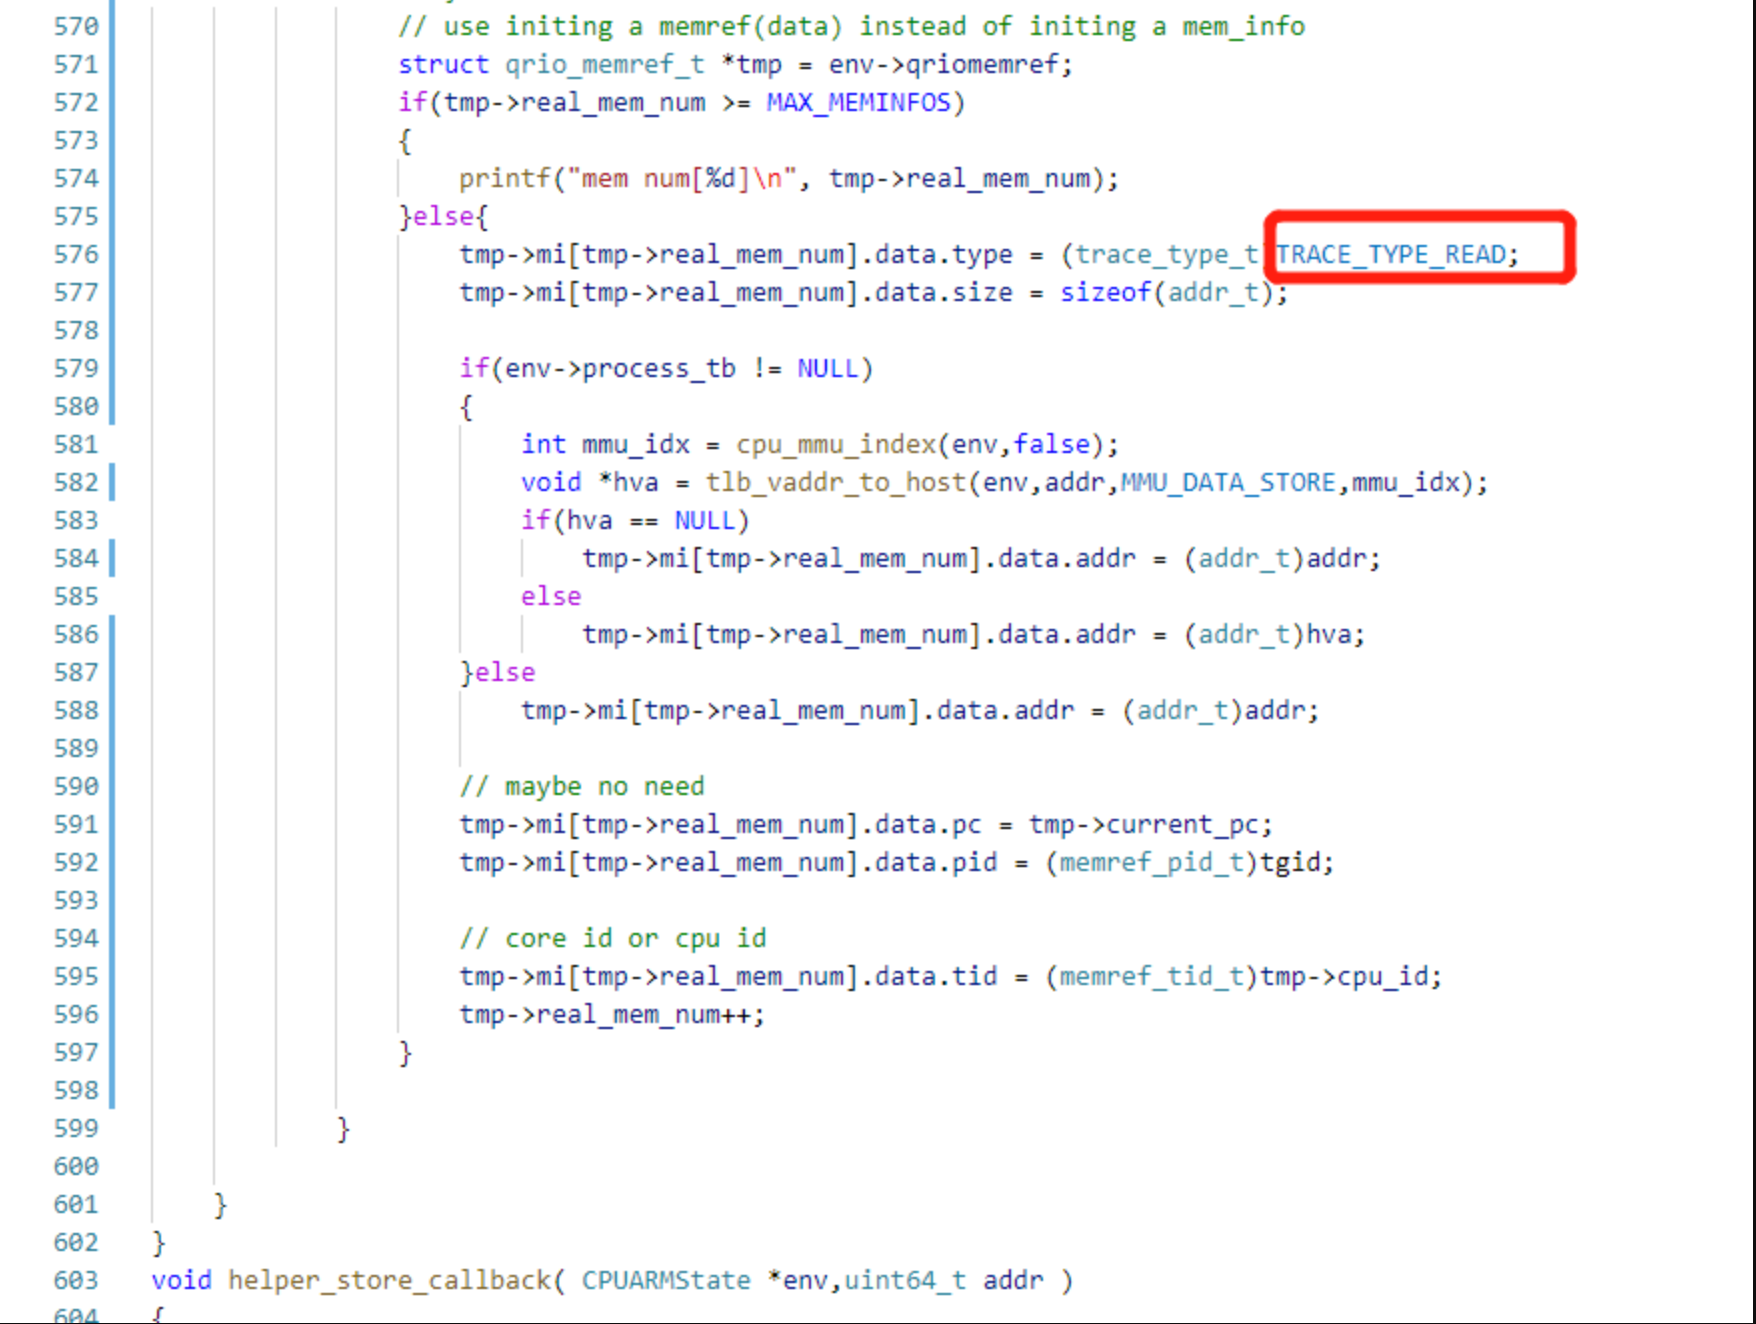 570 // use initing a memref(data) instead of initing a mem_info
571 struct qrio_memref_t *tmp = env->qriomemref;
572 if(tmp->real_mem_num >= MAX_MEMINFOS)
573 {
574 printf("mem num[%d]\n", tmp->real_mem_num);
575 }else{
576 tmp->mi[tmp->real_mem_num].data.type = (trace_type_t)TRACE_TYPE_READ;
577 tmp->mi[tmp->real_mem_num].data.size = sizeof(addr_t);
578
579 if(env->process_tb != NULL)
580 {
581 int mmu_idx = cpu_mmu_index(env,false);
582 void *hva = tlb_vaddr_to_host(env,addr,MMU_DATA_STORE,mmu_idx);
583 if(hva == NULL)
584 tmp->mi[tmp->real_mem_num].data.addr = (addr_t)addr;
585 else
586 tmp->mi[tmp->real_mem_num].data.addr = (addr_t)hva;
587 }else
588 tmp->mi[tmp->real_mem_num].data.addr = (addr_t)addr;
589
590 // maybe no need
591 tmp->mi[tmp->real_mem_num].data.pc = tmp->current_pc;
592 tmp->mi[tmp->real_mem_num].data.pid = (memref_pid_t)tgid;
593
594 // core id or cpu id
595 tmp->mi[tmp->real_mem_num].data.tid = (memref_tid_t)tmp->cpu_id;
596 tmp->real_mem_num++;
597 }
598
599 }
600
601 }
602 }
603 void helper_store_callback( CPUARMState *env,uint64_t addr )
604 {